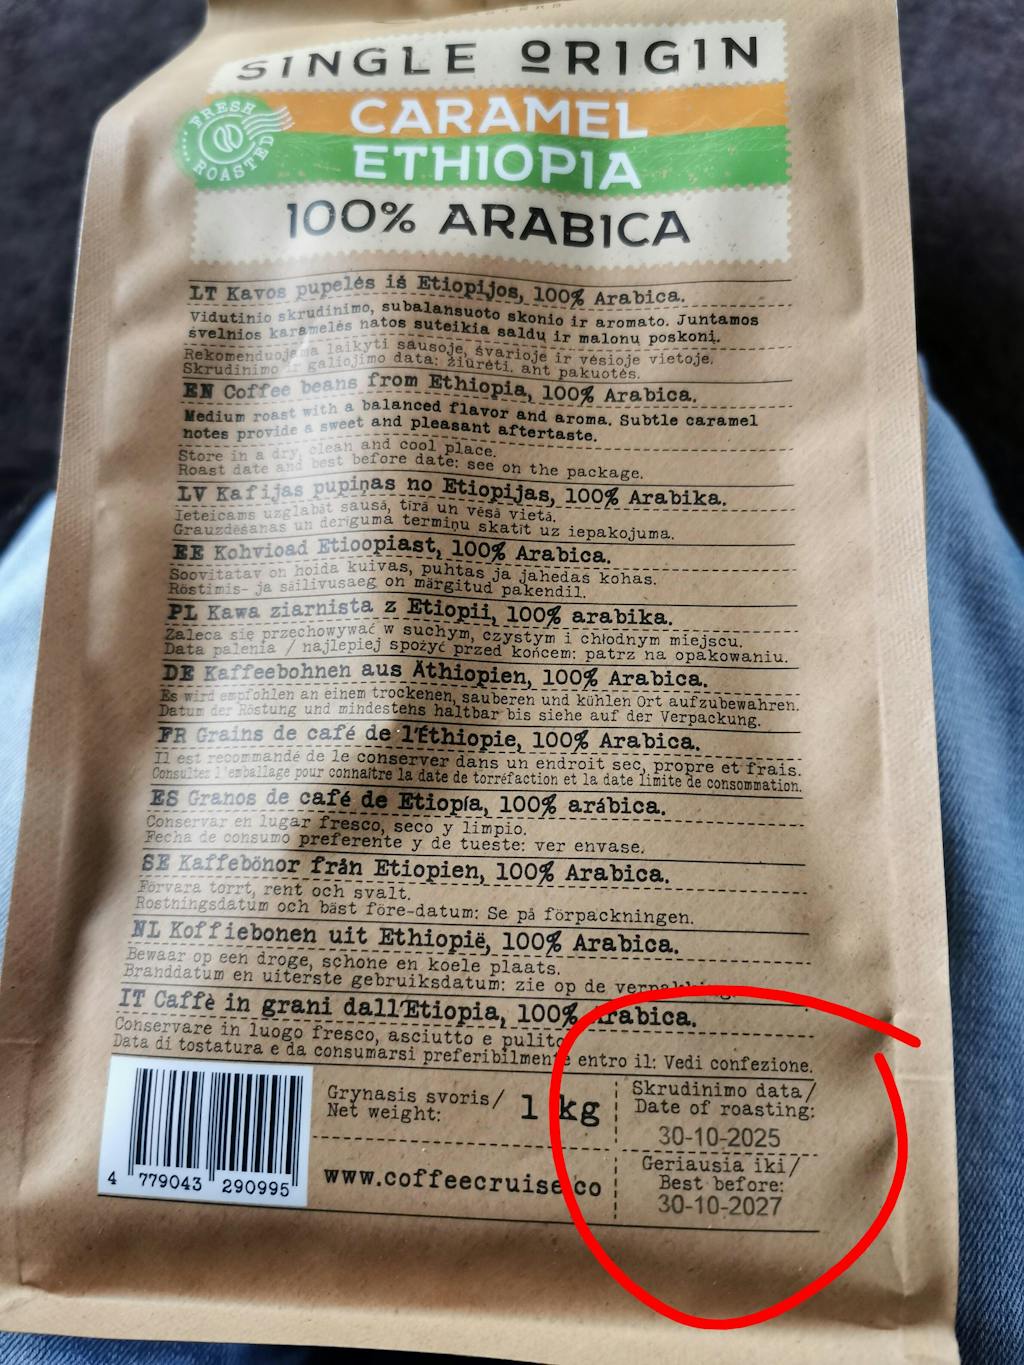 SINGLE ORIGIN
FRESH ROASTED
CARAMEL
ETHIOPIA
100% ARABICA
LT Kavos pupelės iš Etiopijos, 100% Arabica.
Vidutinio skrudinimo, subalansuoto skonio ir aromato. Juntamos
švelnios karamelės natos suteikia saldų ir malonų poskonį.
Rekomenduojama laikyti sausoje, švarioje ir vėsioje vietoje.
Skrudinimo ir galiojimo data: žiūrėti. ant pakuotės.
EN Coffee beans from Ethiopia, 100% Arabica.
Medium roast with a balanced flavor and aroma. Subtle caramel
notes provide a sweet and pleasant aftertaste.
Store in a dry, clean and cool place.
Roast date and best before date: see on the package.
LV Kafijas pupiņas no Etiopijas, 100% Arabika.
Ieteicams uzglabāt sausā, tīrā un vēsā vietā.
Grauzdēšanas un derīguma termiņu skatīt uz iepakojuma.
EE Kohvioad Etioopiast, 100% Arabica.
Soovitatav on hoida kuivas, puhtas ja jahedas kohas.
Röstimis- ja säilivusaeg on märgitud pakendil.
PL Kawa ziarnista z Etiopii, 100% arabika.
Zaleca się przechowywać w suchym, czystym i chłodnym miejscu.
Data palenia / najlepiej spożyć przed końcem: patrz na opakowaniu.
DE Kaffeebohnen aus Äthiopien, 100% Arabica.
Es wird empfohlen an einem trockenen, sauberen und kühlen Ort aufzubewahren.
Datum der Röstung und mindestens haltbar bis siehe auf der Verpackung.
FR Grains de café de l'Éthiopie, 100% Arabica.
Il est recommandé de le conserver dans un endroit sec, propre et frais.
Consultez l'emballage pour connaître la date de torréfaction et la date limite de consommation.
ES Granos de café de Etiopía, 100% arábica.
Conservar en lugar fresco, seco y limpio.
Fecha de consumo preferente y de tueste: ver envase.
SE Kaffebönor från Etiopien, 100% Arabica.
Förvara torrt, rent och svalt.
Rostningsdatum och bäst före-datum: Se på förpackningen.
NL Koffiebonen uit Ethiopië, 100% Arabica.
Bewaar op een droge, schone en koele plaats.
Branddatum en uiterste gebruiksdatum: zie op de verpakking.
IT Caffè in grani dall'Etiopia, 100% Arabica.
Conservare in luogo fresco, asciutto e pulito
Data di tostatura e da consumarsi preferibilmente entro il: Vedi confezione.
Grynasis svoris/
Net weight:
1 kg
www.coffeecruise.co
Skrudinimo data/
Date of roasting:
30-10-2025
Geriausia iki/
Best before:
30-10-2027
4 779043 290995